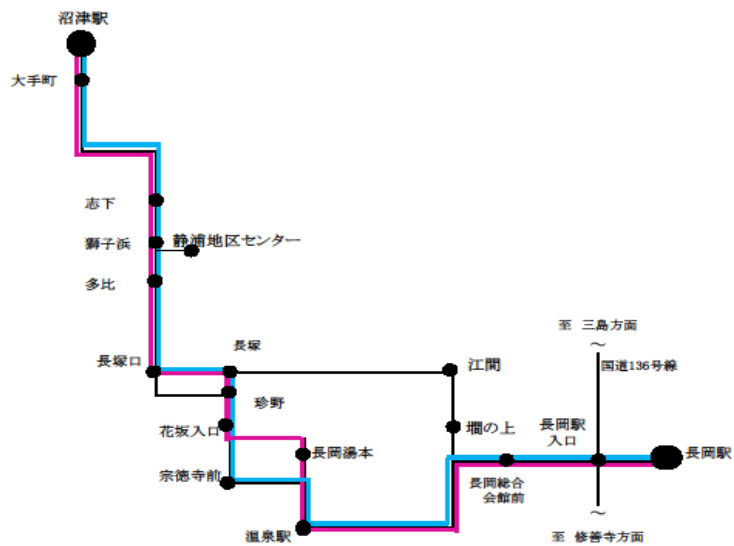 沼津駅
大手町
志下
獅子浜
静浦地区センター
多比
至 三島方面
~
長塚口
長塚
江間
国道136号線
珍野
花坂入口
壗の上
長岡駅
入口
長岡湯本
長岡駅
宗徳寺前
長岡総合
会館前
~
温泉駅
至 修善寺方面